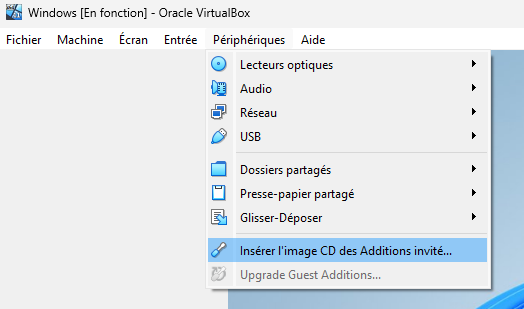 Windows [En fonction] - Oracle VirtualBox
Fichier Machine Écran Entrée Périphériques Aide
Lecteurs optiques
Audio
Réseau
USB
Dossiers partagés
Presse-papier partagé
Glisser-Déposer
Insérer l'image CD des Additions invité...
Upgrade Guest Additions...